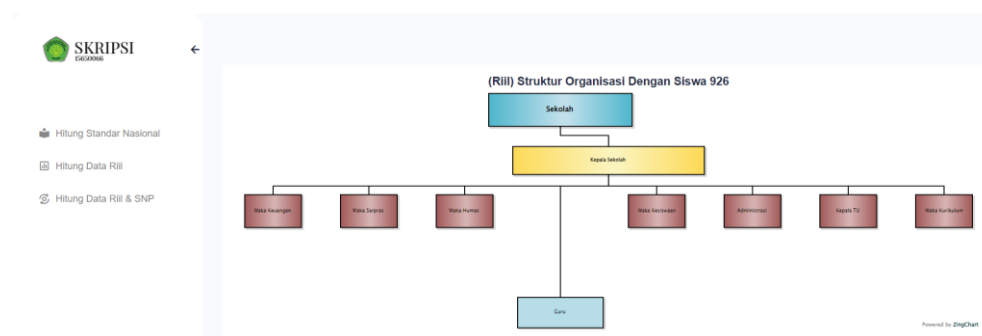 SKRIPSI
15650066
Hitung Standar Nasional
Hitung Data Riil
Hitung Data Riil & SNP
(Riil) Struktur Organisasi Dengan Siswa 926
Sekolah
Kepala Sekolah
Waka Keuangan
Waka Sarpras
Waka Humas
Waka Kesiswaan
Administrasi
Kepala TU
Waka Kurikulum
Guru
Powered by ZingChart